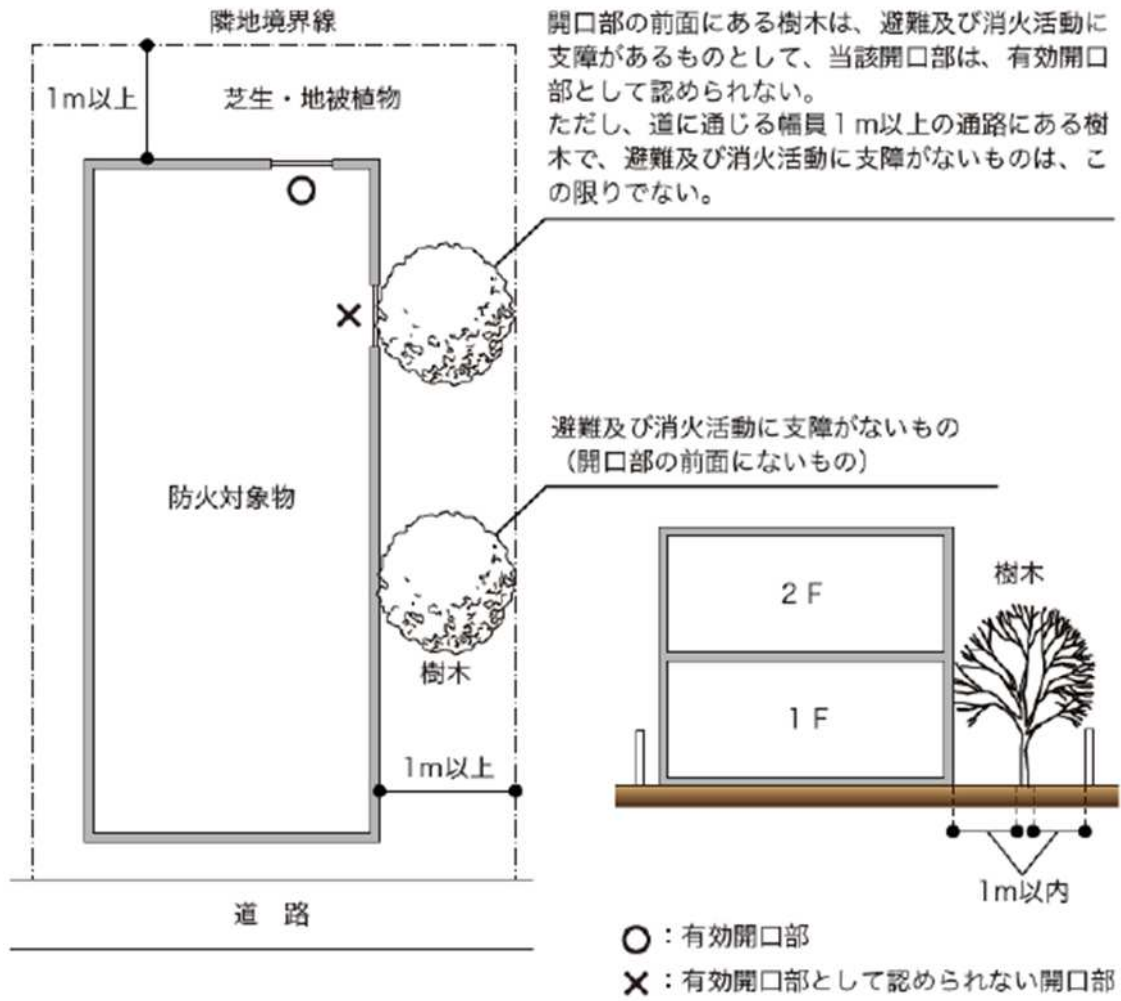 隣地境界線
1m以上
芝生・地被植物
開口部の前面にある樹木は、避難及び消火活動に
支障があるものとして、当該開口部は、有効開口
部として認められない。
ただし、道に通じる幅員1m以上の通路にある樹
木で、避難及び消火活動に支障がないものは、こ
の限りでない。
避難及び消火活動に支障がないもの
（開口部の前面にないもの）
防火対象物
樹木
1m以上
道 路
樹木
2F
1F
1m以内
○：有効開口部
×：有効開口部として認められない開口部